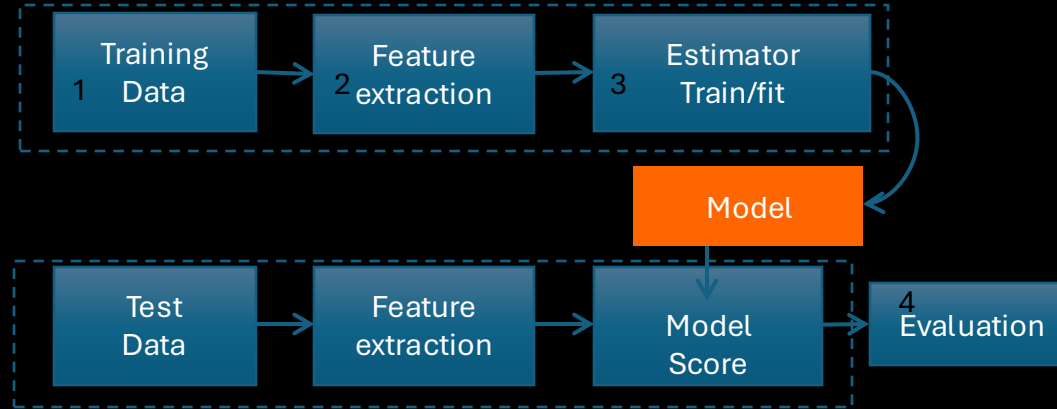 Training
Data
1
Feature
extraction
2
Estimator
Train/fit
3
Model
Test
Data
Feature
extraction
Model
Score
4
Evaluation